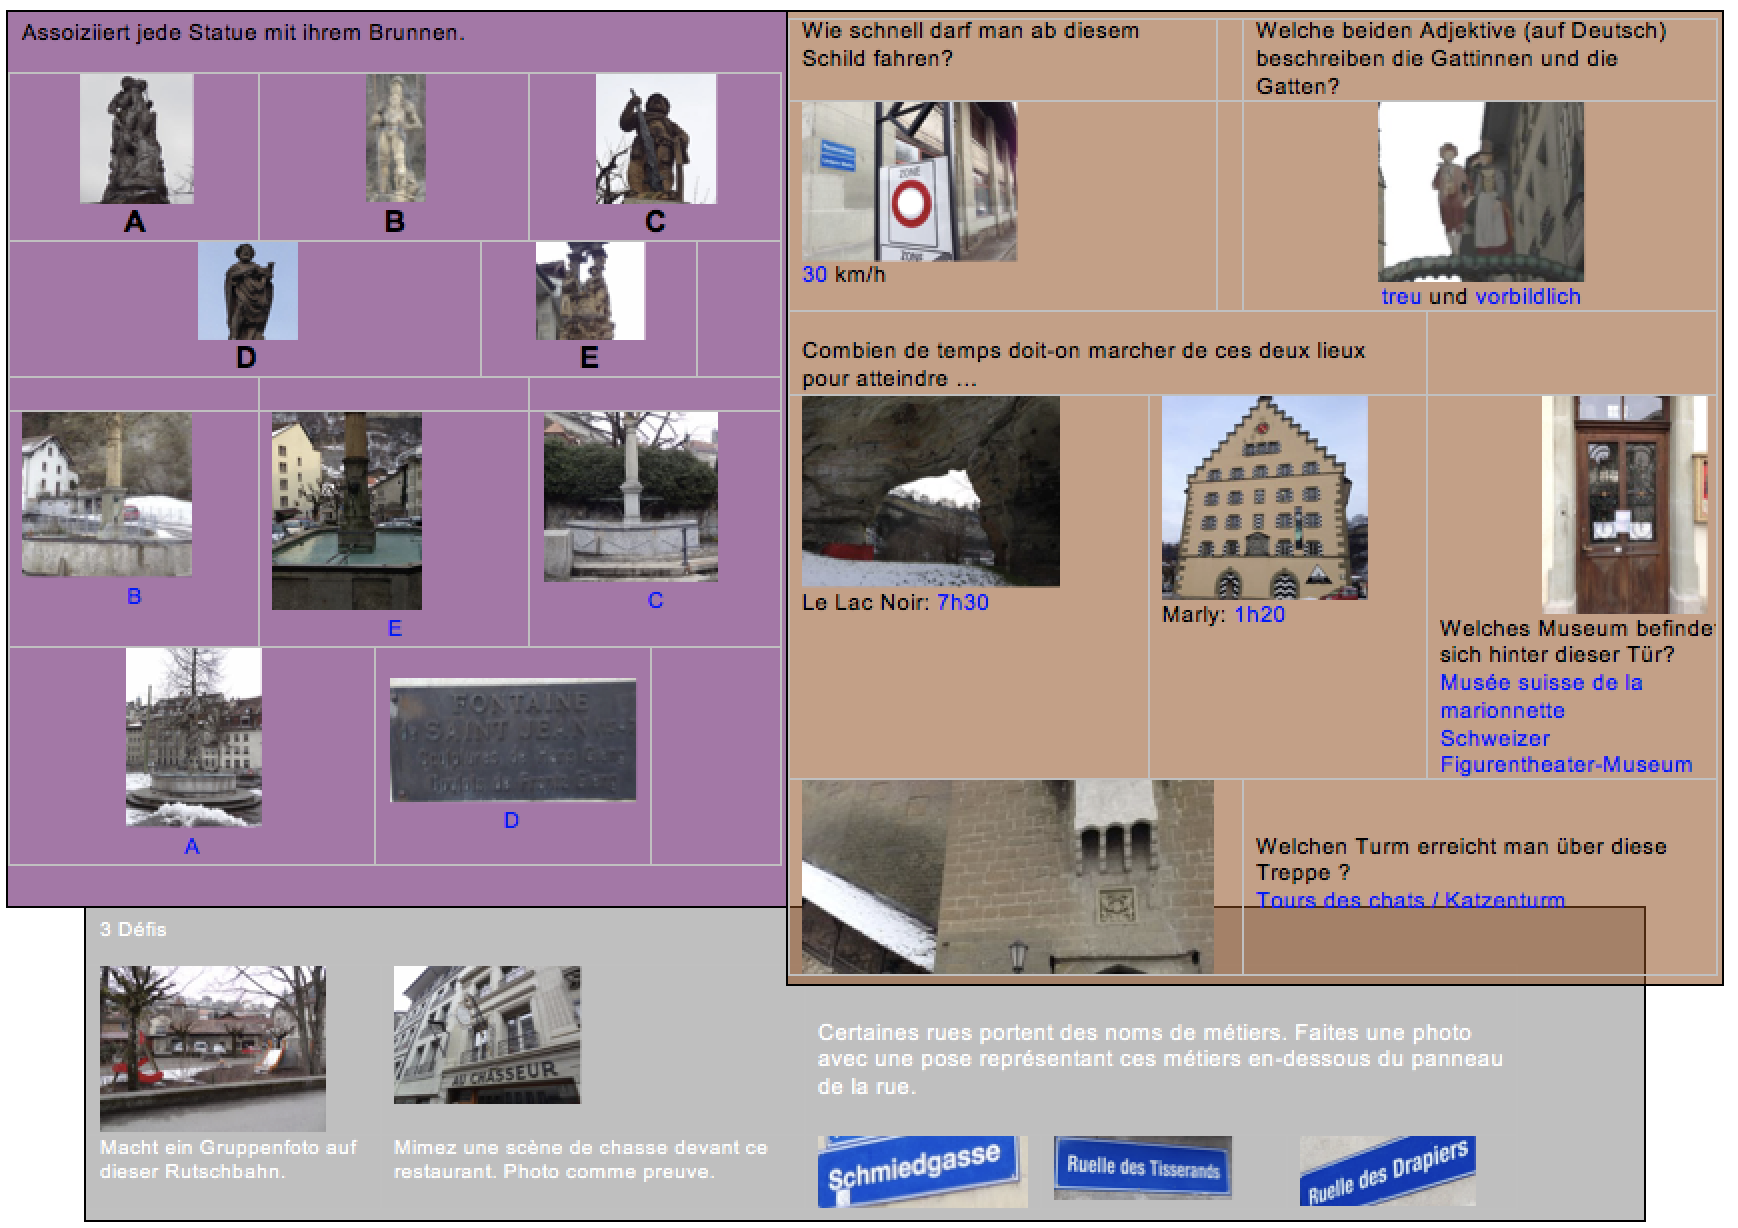 Assoiziiert jede Statue mit ihrem Brunnen.
A
B
C
D
E
B
E
C
FONTAINE
SAINT JEAN
A
D
Wie schnell darf man ab diesem
Schild fahren?
Welche beiden Adjektive (auf Deutsch)
beschreiben die Gattinnen und die
Gatten?
ZONE
ZONE
30 km/h
treu und vorbildlich
Combien de temps doit-on marcher de ces deux lieux
pour atteindre ...
Le Lac Noir: 7h30
Marly: 1h20
Welches Museum befinde
sich hinter dieser Tür?
Musée suisse de la
marionnette
Schweizer
Figurentheater-Museum
Welchen Turm erreicht man über diese
Treppe ?
Tours des chats / Katzenturm
3 Défis
AU CHASSEUR
Macht ein Gruppenfoto auf
dieser Rutschbahn.
Mimez une scène de chasse devant ce
restaurant. Photo comme preuve.
Certaines rues portent des noms de métiers. Faites une photo
avec une pose représentant ces métiers en-dessous du panneau
de la rue.
Schmiedgasse
Ruelle des Tisserands
Ruelle des Drapiers